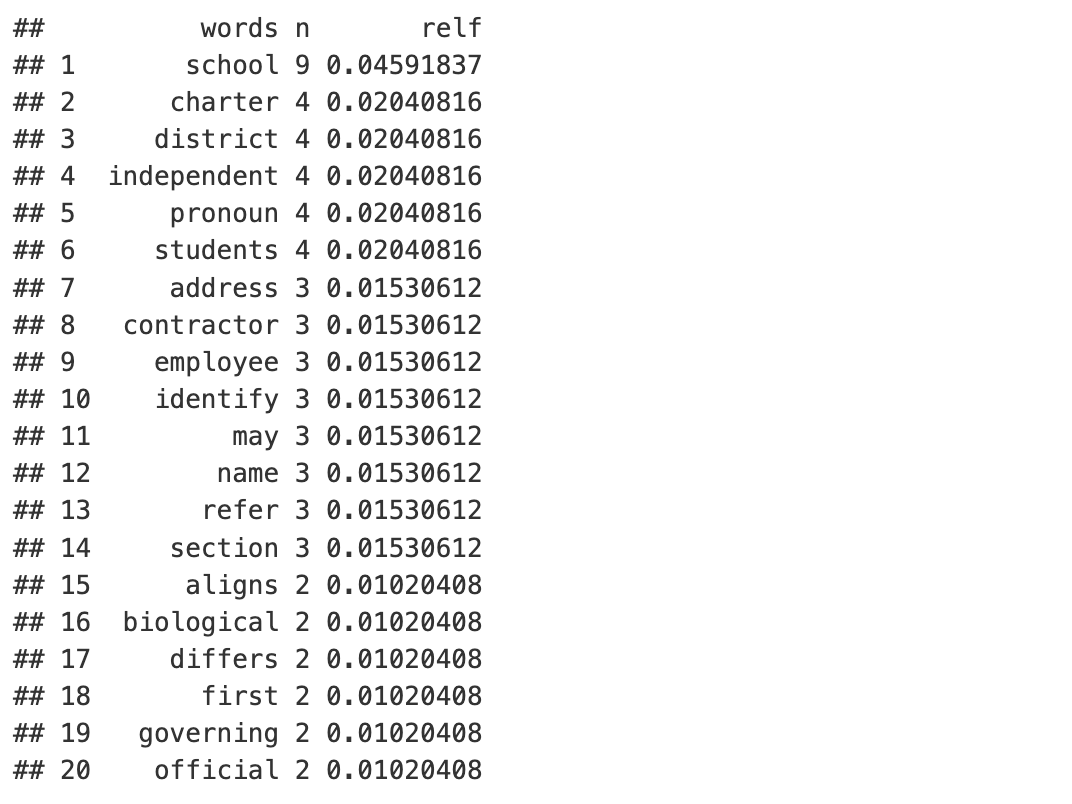 ##          words n       relf
## 1       school 9 0.04591837
## 2      charter 4 0.02040816
## 3     district 4 0.02040816
## 4  independent 4 0.02040816
## 5      pronoun 4 0.02040816
## 6     students 4 0.02040816
## 7      address 3 0.01530612
## 8   contractor 3 0.01530612
## 9     employee 3 0.01530612
## 10    identify 3 0.01530612
## 11         may 3 0.01530612
## 12        name 3 0.01530612
## 13       refer 3 0.01530612
## 14     section 3 0.01530612
## 15      aligns 2 0.01020408
## 16  biological 2 0.01020408
## 17     differs 2 0.01020408
## 18       first 2 0.01020408
## 19   governing 2 0.01020408
## 20    official 2 0.01020408